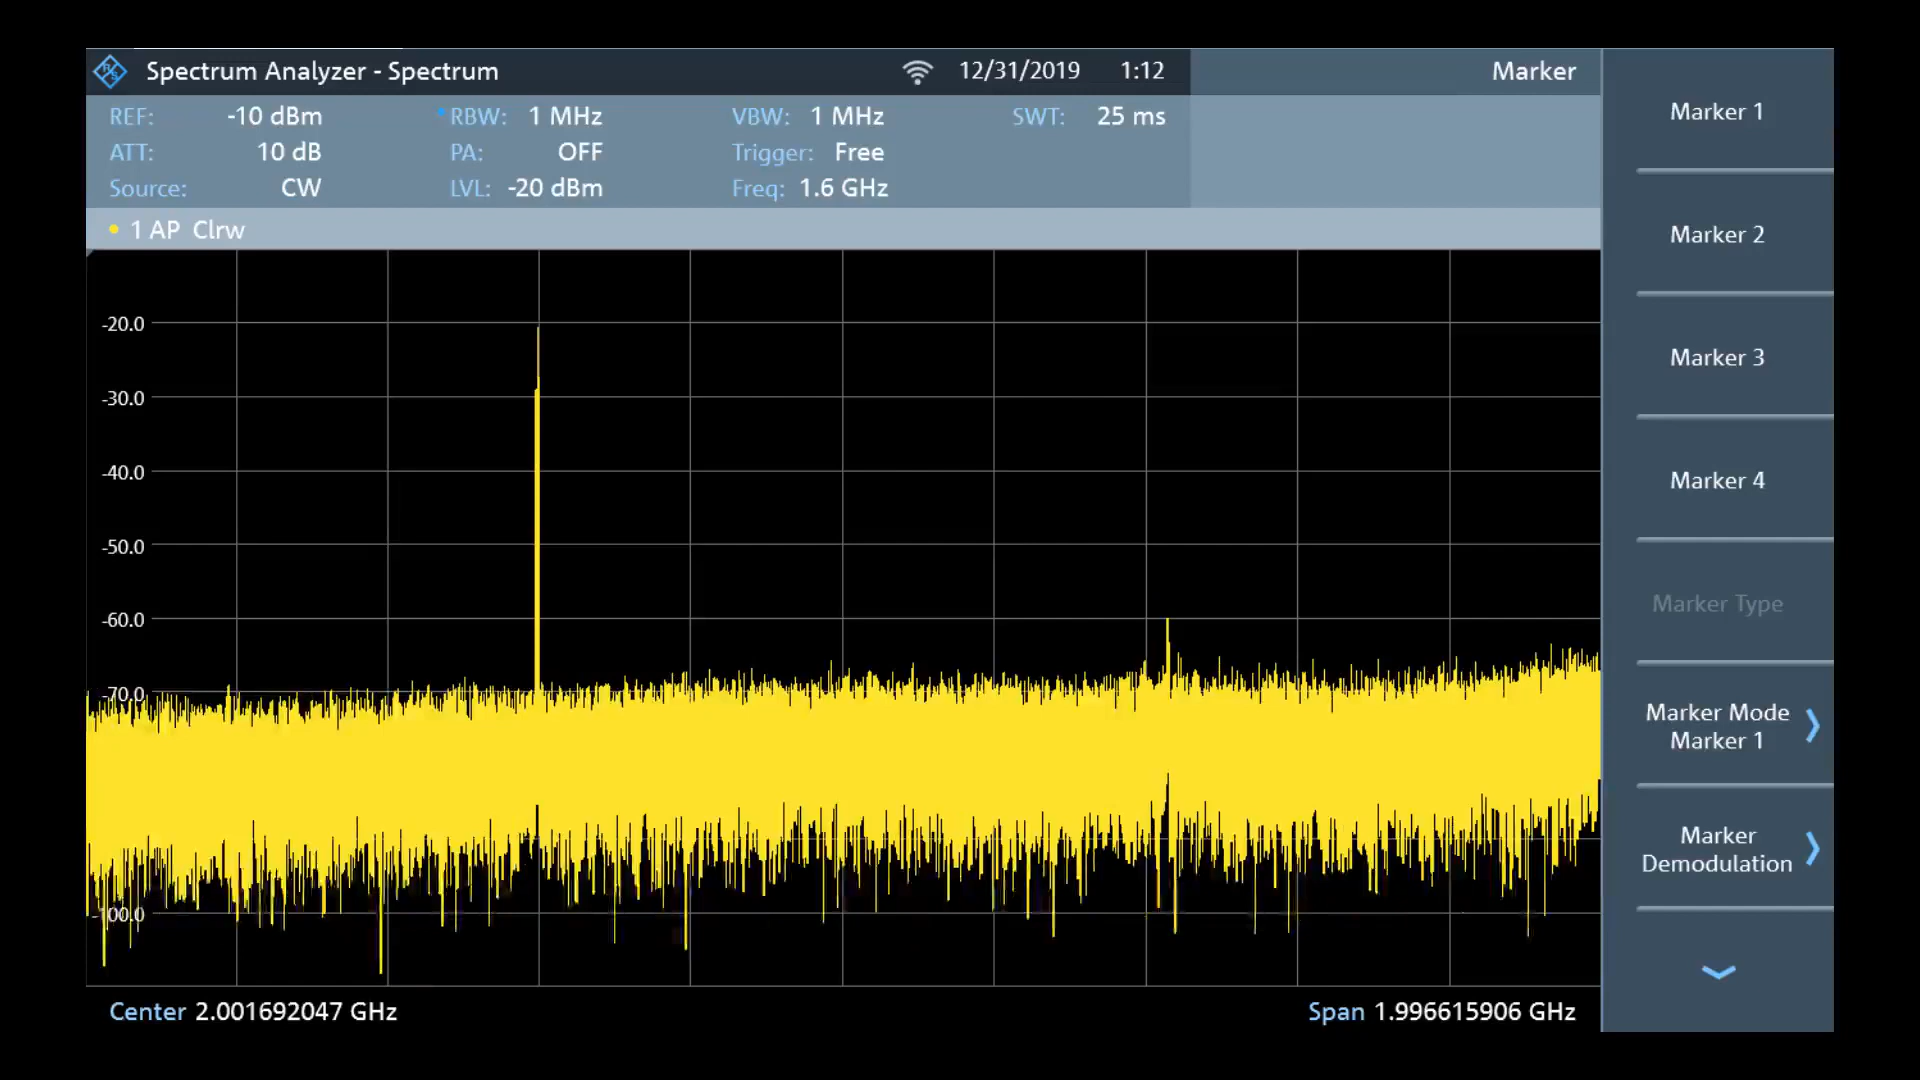 Spectrum Analyzer - Spectrum 12/31/2019 1:12 Marker
REF: -10 dBm RBW: 1 MHz VBW: 1 MHz SWT: 25 ms
ATT: 10 dB PA: OFF Trigger: Free
Source: CW LVL: -20 dBm Freq: 1.6 GHz
1 AP Clrw
-20.0
-30.0
-40.0
-50.0
-60.0
-70.0
-100.0
Center 2.001692047 GHz Span 1.996615906 GHz
Marker 1
Marker 2
Marker 3
Marker 4
Marker Type
Marker Mode
Marker 1
Marker
Demodulation